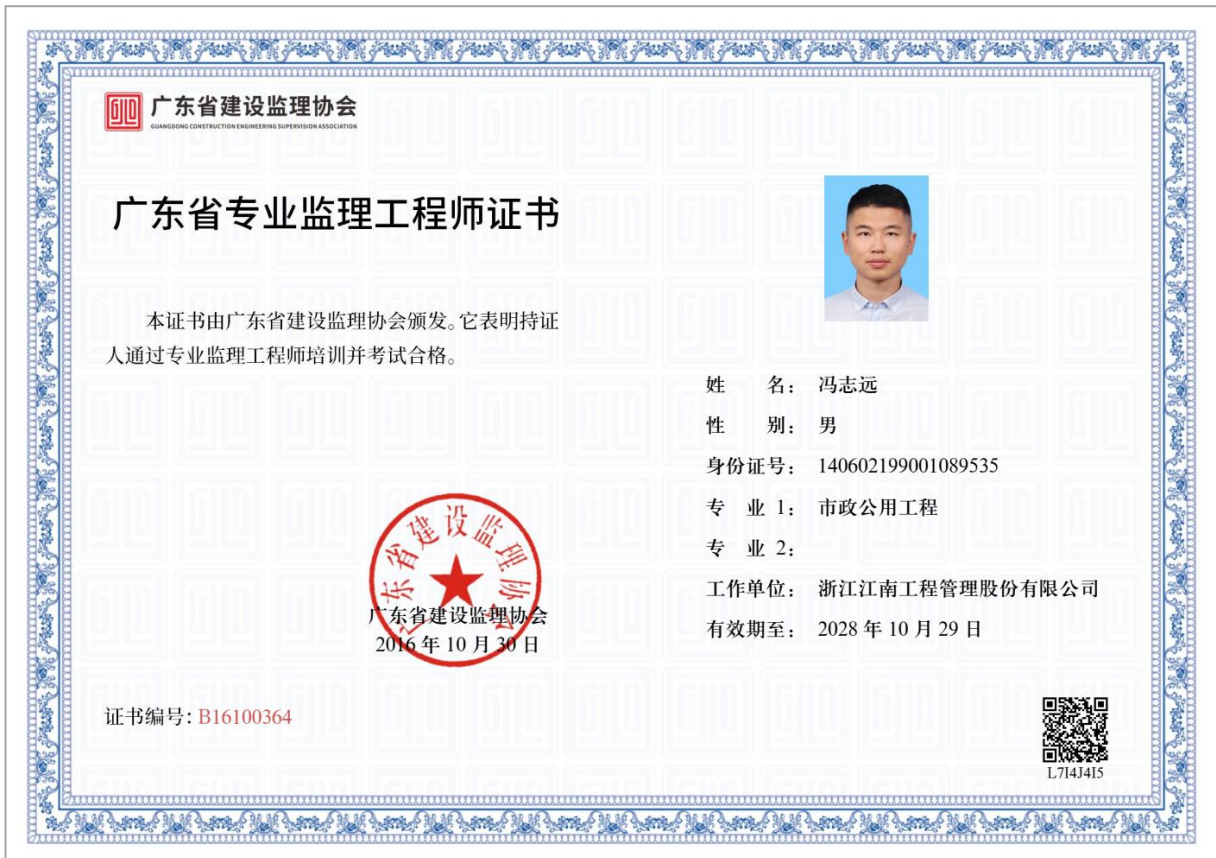 广东省建设监理协会
GUANGDONG CONSTRUCTION ENGINEERING SUPERVISION ASSOCIATION
广东省专业监理工程师证书
本证书由广东省建设监理协会颁发。它表明持证
人通过专业监理工程师培训并考试合格。
姓 名： 冯志远
性 别： 男
身份证号： 140602199001089535
专 业 1： 市政公用工程
专 业 2：
工作单位： 浙江江南工程管理股份有限公司
有效期至： 2028 年 10 月 29 日
广东省建设监理协会
广东省建设监理协会
2016 年 10 月 30 日
证书编号：B16100364
L7I4J4I5